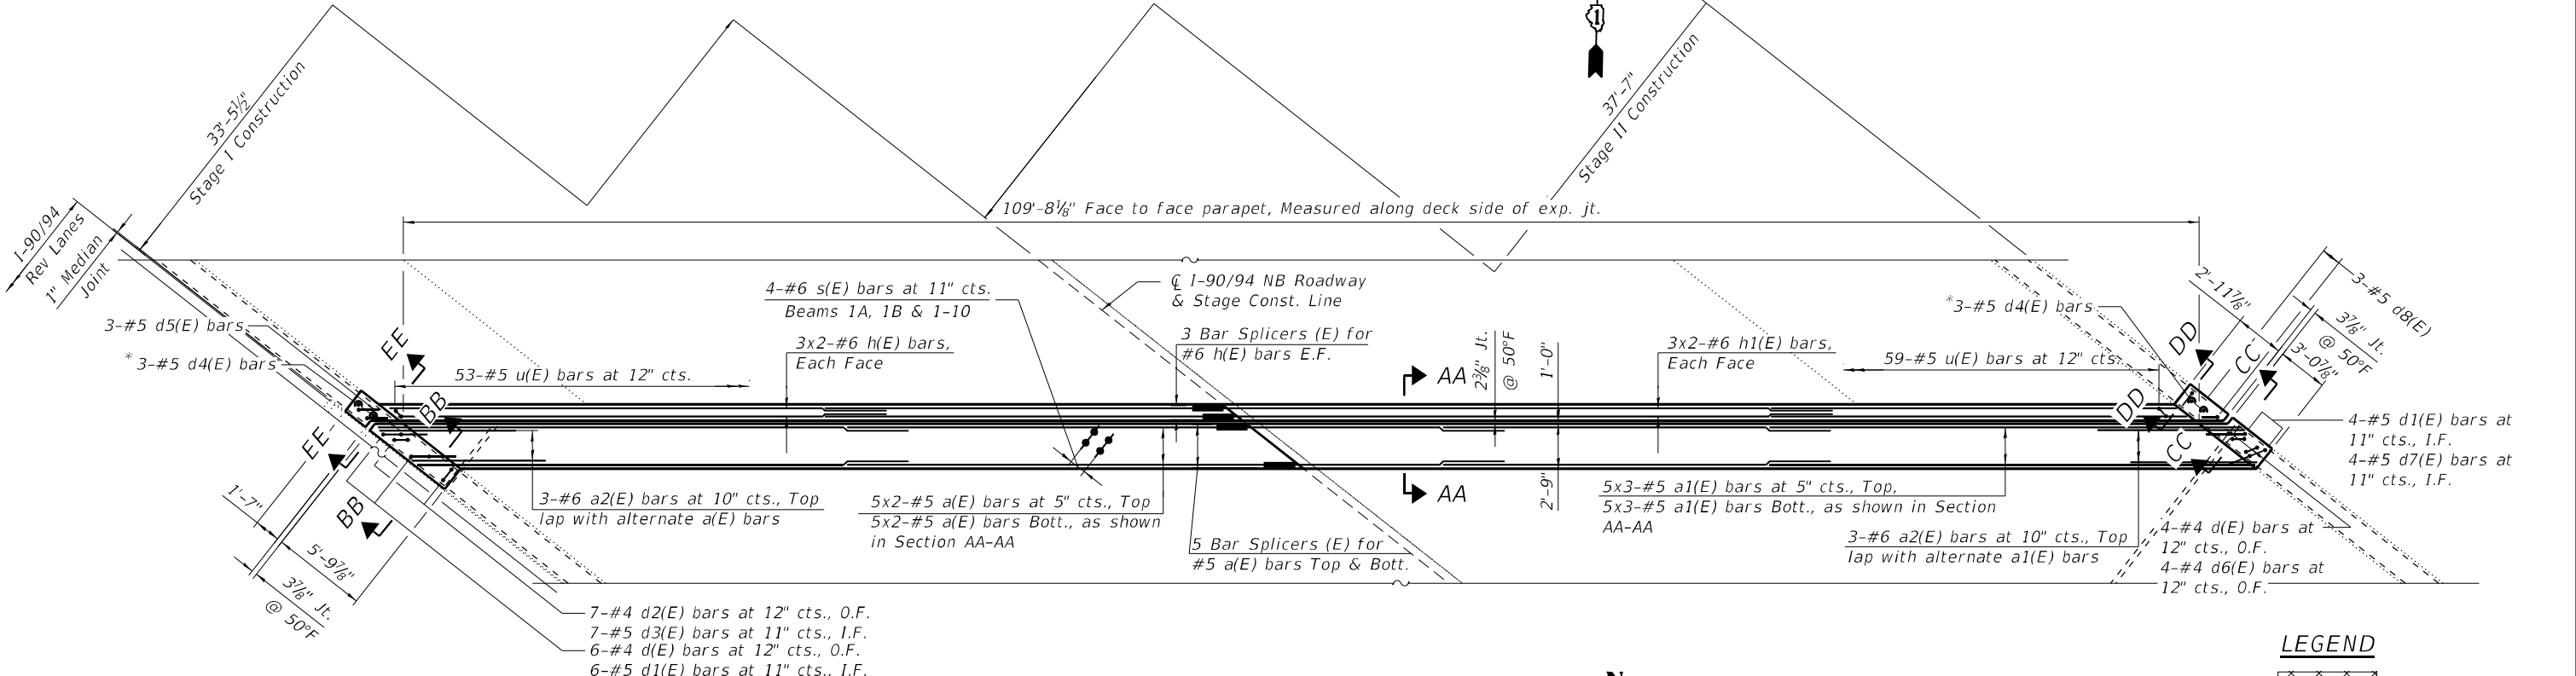 33'-5½"
Stage I Construction
1
37'-7"
Stage II Construction
109'-8⅛" Face to face parapet, Measured along deck side of exp. jt.
I-90/94
Rev Lanes
1" Median
Joint
℄ I-90/94 NB Roadway
& Stage Const. Line
4-#6 s(E) bars at 11" cts.
Beams 1A, 1B & 1-10
3-#5 d5(E) bars
*3-#5 d4(E) bars
EE
53-#5 u(E) bars at 12" cts.
3x2-#6 h(E) bars,
Each Face
3 Bar Splicers (E) for
#6 h(E) bars E.F.
AA
2⅜" Jt.
@ 50°F
1'-0"
3x2-#6 h1(E) bars,
Each Face
59-#5 u(E) bars at 12" cts.
*3-#5 d4(E) bars
2'-11⅞"
3-#5 d8(E)
3⅞" Jt.
@ 50°F
3'-0⅞"
DD
CC
BB
DD
EE
CC
4-#5 d1(E) bars at
11" cts., I.F.
4-#5 d7(E) bars at
11" cts., I.F.
1'-7"
BB
5'-9⅞"
3⅞" Jt.
@ 50°F
3-#6 a2(E) bars at 10" cts., Top
lap with alternate a(E) bars
5x2-#5 a(E) bars at 5" cts., Top
5x2-#5 a(E) bars Bott., as shown
in Section AA-AA
5 Bar Splicers (E) for
#5 a(E) bars Top & Bott.
AA
2'-9"
5x3-#5 a1(E) bars at 5" cts., Top,
5x3-#5 a1(E) bars Bott., as shown in Section
AA-AA
3-#6 a2(E) bars at 10" cts., Top
lap with alternate a1(E) bars
4-#4 d(E) bars at
12" cts., O.F.
4-#4 d6(E) bars at
12" cts., O.F.
7-#4 d2(E) bars at 12" cts., O.F.
7-#5 d3(E) bars at 11" cts., I.F.
6-#4 d(E) bars at 12" cts., O.F.
6-#5 d1(E) bars at 11" cts., I.F.
LEGEND